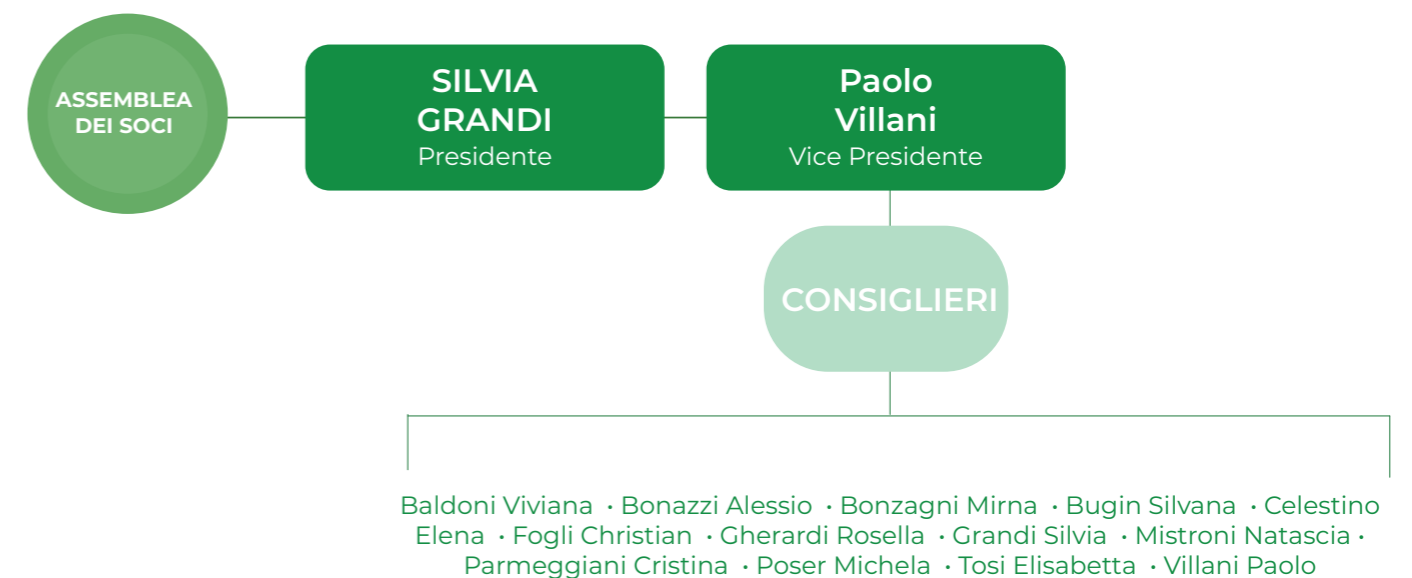 ASSEMBLEA
DEI SOCI
SILVIA
GRANDI
Presidente
Paolo
Villani
Vice Presidente
CONSIGLIERI
Baldoni Viviana · Bonazzi Alessio · Bonzagni Mirna · Bugin Silvana · Celestino
Elena · Fogli Christian · Gherardi Rosella · Grandi Silvia · Mistroni Natascia ·
Parmeggiani Cristina · Poser Michela · Tosi Elisabetta · Villani Paolo